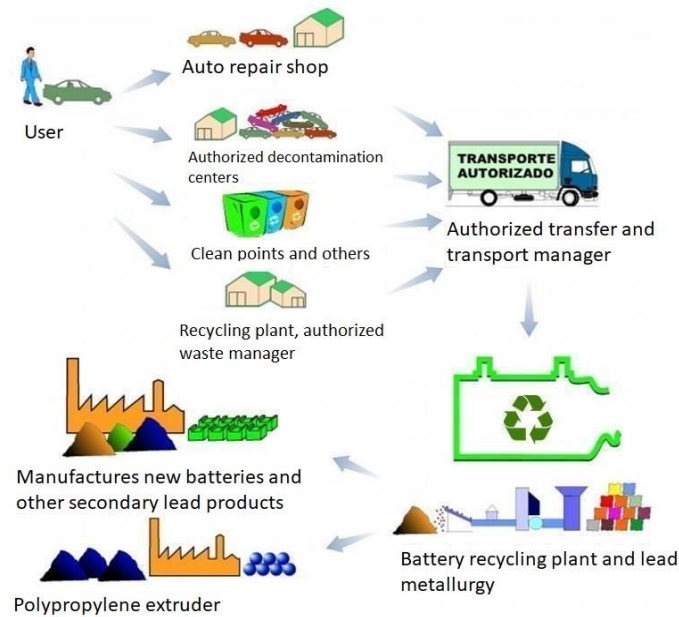 Auto repair shop
User
Authorized decontamination
centers
TRANSPORTE
AUTORIZADO
Clean points and others
Authorized transfer and
transport manager
Recycling plant, authorized
waste manager
Manufactures new batteries and
other secondary lead products
Battery recycling plant and lead
metallurgy
Polypropylene extruder